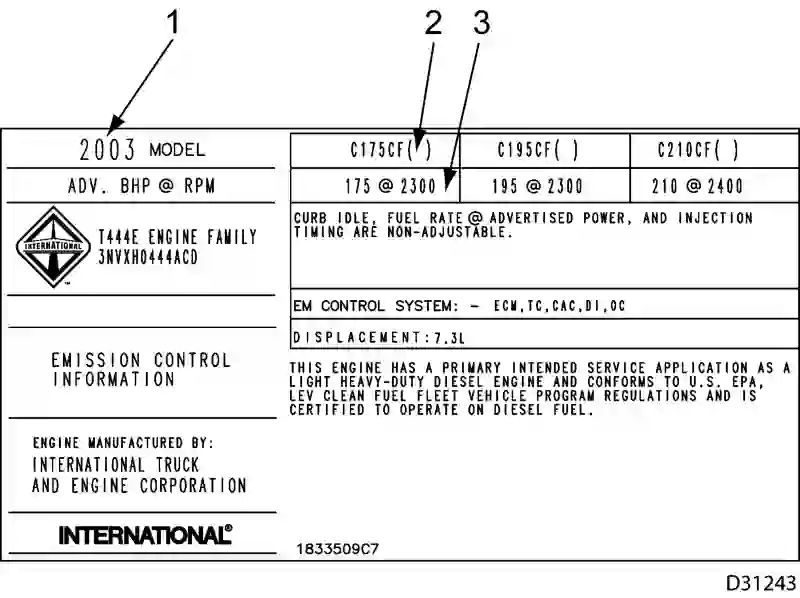 1
2 3
2003 MODEL
ADV. BHP @ RPM
INTERNATIONAL
™
T444E ENGINE FAMILY
3NVXH0444ACD
EMISSION CONTROL
INFORMATION
ENGINE MANUFACTURED BY:
INTERNATIONAL TRUCK
AND ENGINE CORPORATION
INTERNATIONAL®
C175CF( ) C195CF( ) C210CF( )
175 @ 2300 195 @ 2300 210 @ 2400
CURB IDLE, FUEL RATE @ ADVERTISED POWER, AND INJECTION
TIMING ARE NON-ADJUSTABLE.
EM CONTROL SYSTEM: - ECM,TC,CAC,DI,OC
DISPLACEMENT:7.3L
THIS ENGINE HAS A PRIMARY INTENDED SERVICE APPLICATION AS A
LIGHT HEAVY-DUTY DIESEL ENGINE AND CONFORMS TO U.S. EPA,
LEV CLEAN FUEL FLEET VEHICLE PROGRAM REGULATIONS AND IS
CERTIFIED TO OPERATE ON DIESEL FUEL.
1833509C7
D31243